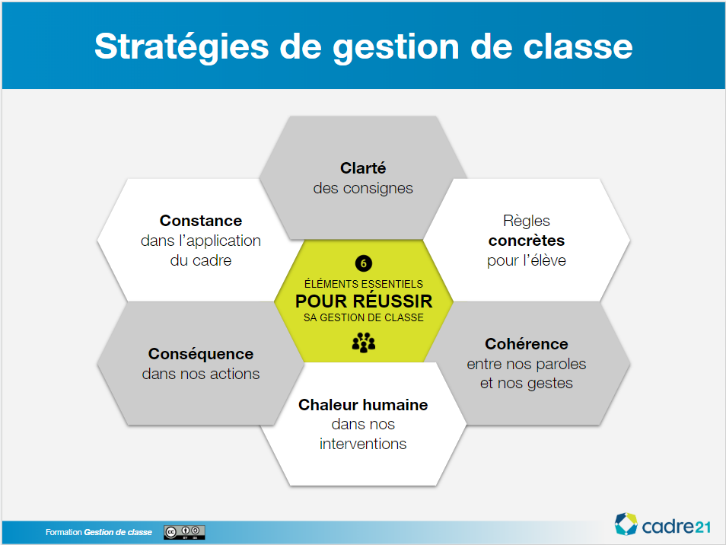 Stratégies de gestion de classe
Clarté
des consignes
Constance
dans l'application
du cadre
Règles
concrètes
pour l'élève
6
ÉLÉMENTS ESSENTIELS
POUR RÉUSSIR
SA GESTION DE CLASSE
Conséquence
dans nos actions
Cohérence
entre nos paroles
et nos gestes
Chaleur humaine
dans nos
interventions
Formation Gestion de classe
cc
cadre21